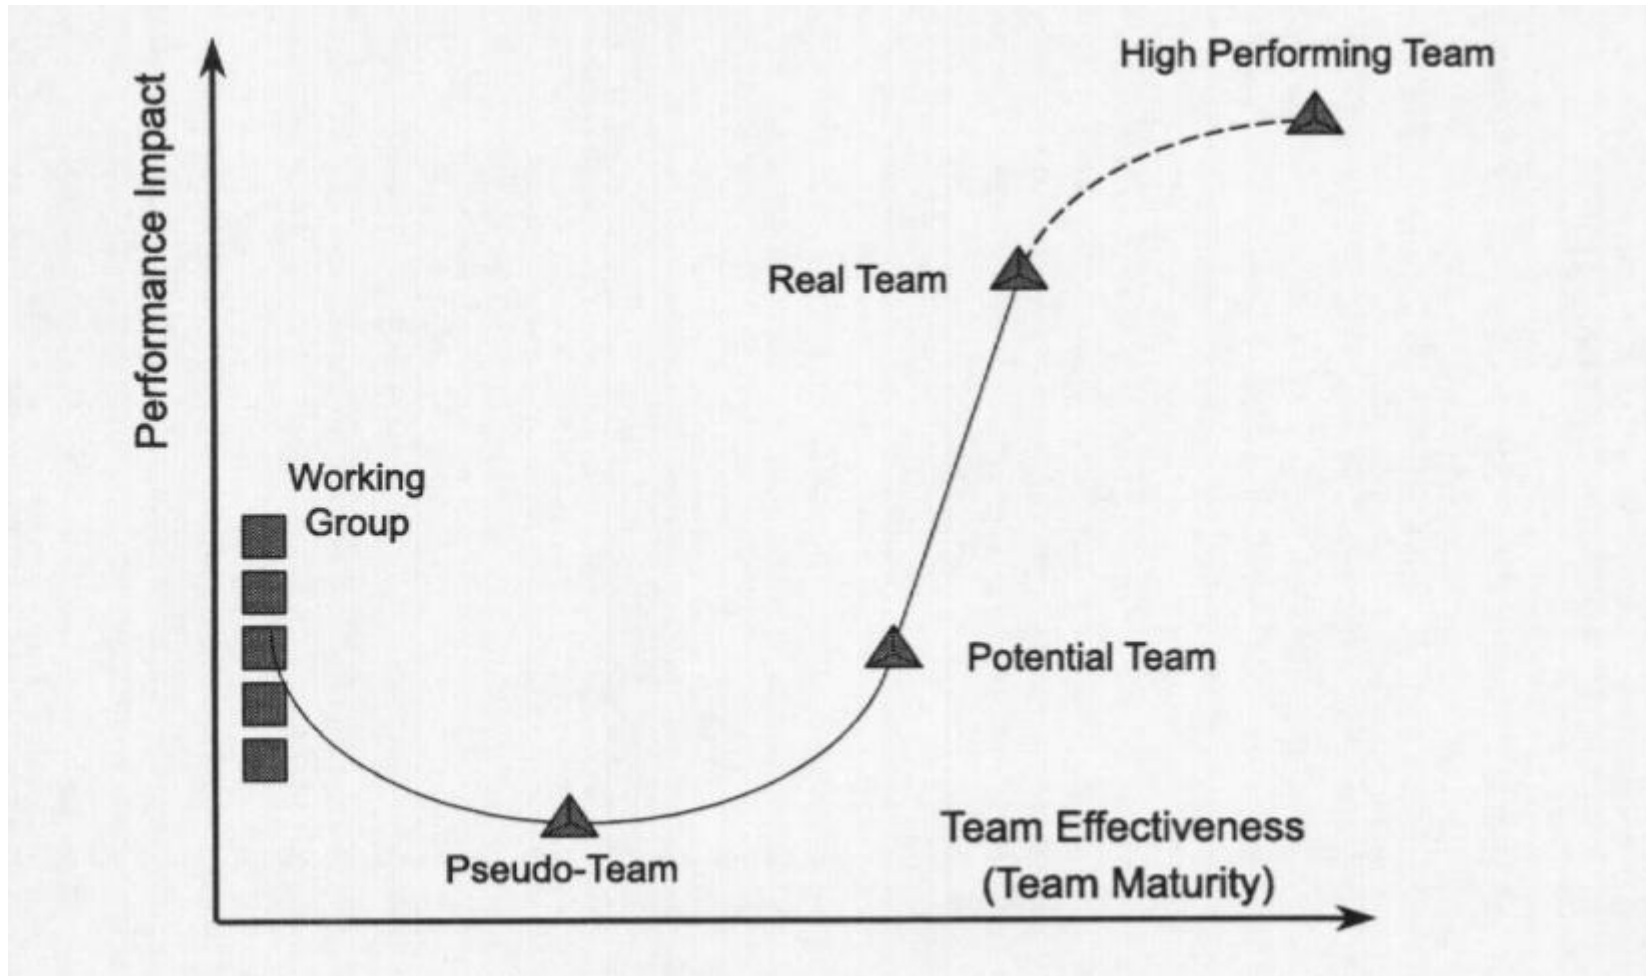 High Performing Team
Performance Impact
Real Team
Working
Group
Potential Team
Team Effectiveness
(Team Maturity)
Pseudo-Team